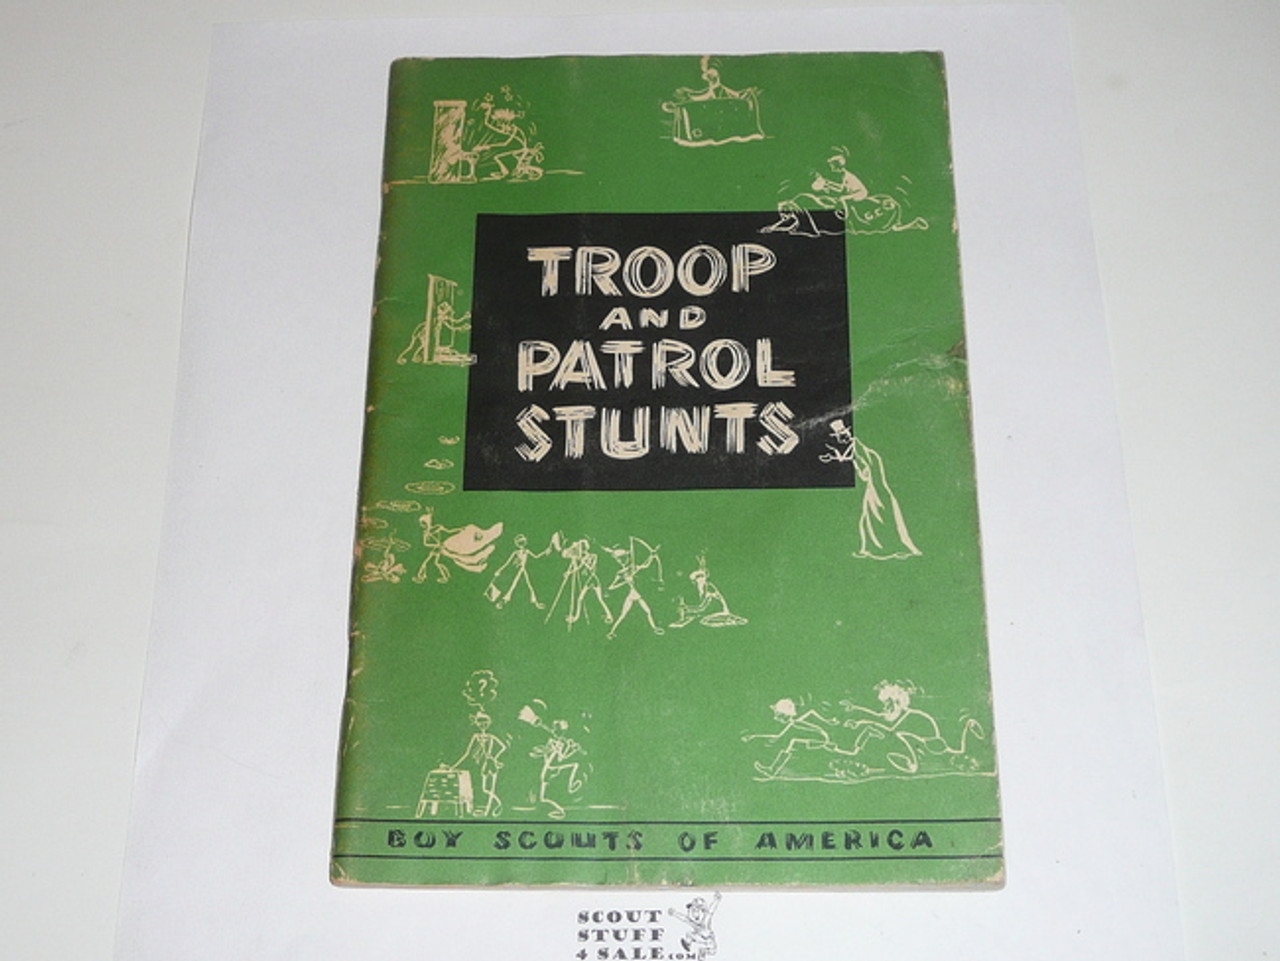 TROOP
AND
PATROL
STUNTS
?
BOY SCOUTS OF AMERICA
SCOUT
STUFF
4 SALE.COM